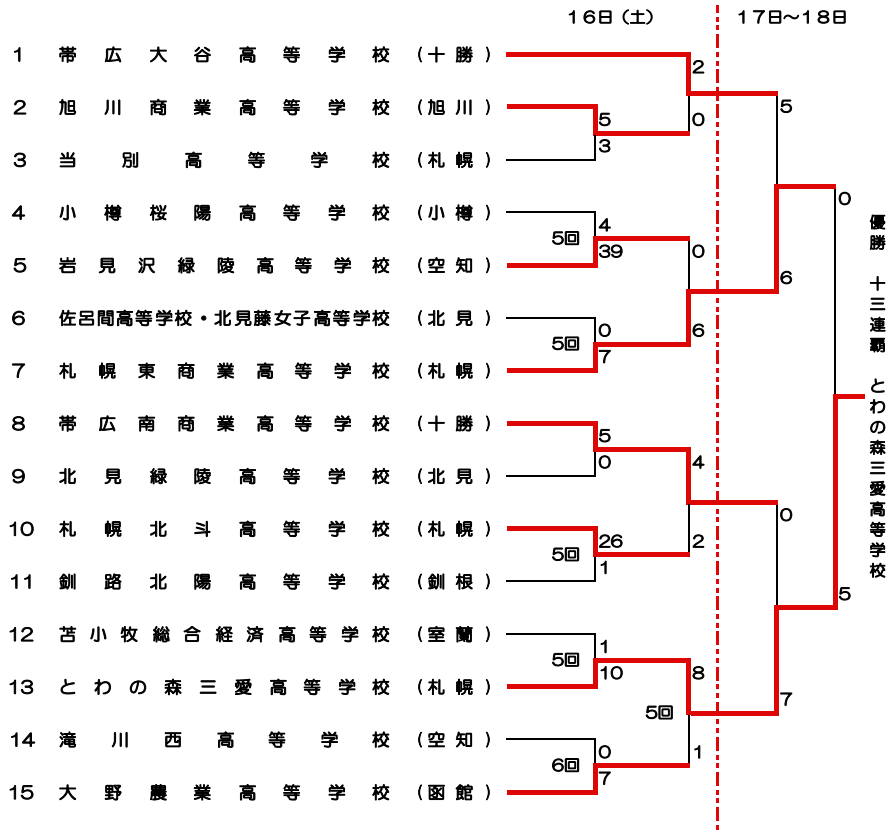 16日（土） 17日～18日
1 帯広大谷高等学校 （十勝）
2
2 旭川商業高等学校 （旭川）
5
5
0
3
3 当別高等学校 （札幌）
0
4 小樽桜陽高等学校 （小樽）
4
5回
39
0
5 岩見沢緑陵高等学校 （空知）
6
6 佐呂間高等学校・北見藤女子高等学校 （北見）
0
6
5回
7
7 札幌東商業高等学校 （札幌）
8 帯広南商業高等学校 （十勝）
5
0
4
9 北見緑陵高等学校 （北見）
0
10 札幌北斗高等学校 （札幌）
26
2
5回
1
11 釧路北陽高等学校 （釧根）
5
12 苫小牧総合経済高等学校 （室蘭）
1
5回
10
8
13 とわの森三愛高等学校 （札幌）
7
5回
14 滝川西高等学校 （空知）
0
1
6回
7
15 大野農業高等学校 （函館）
優勝 十三連覇 とわの森三愛高等学校